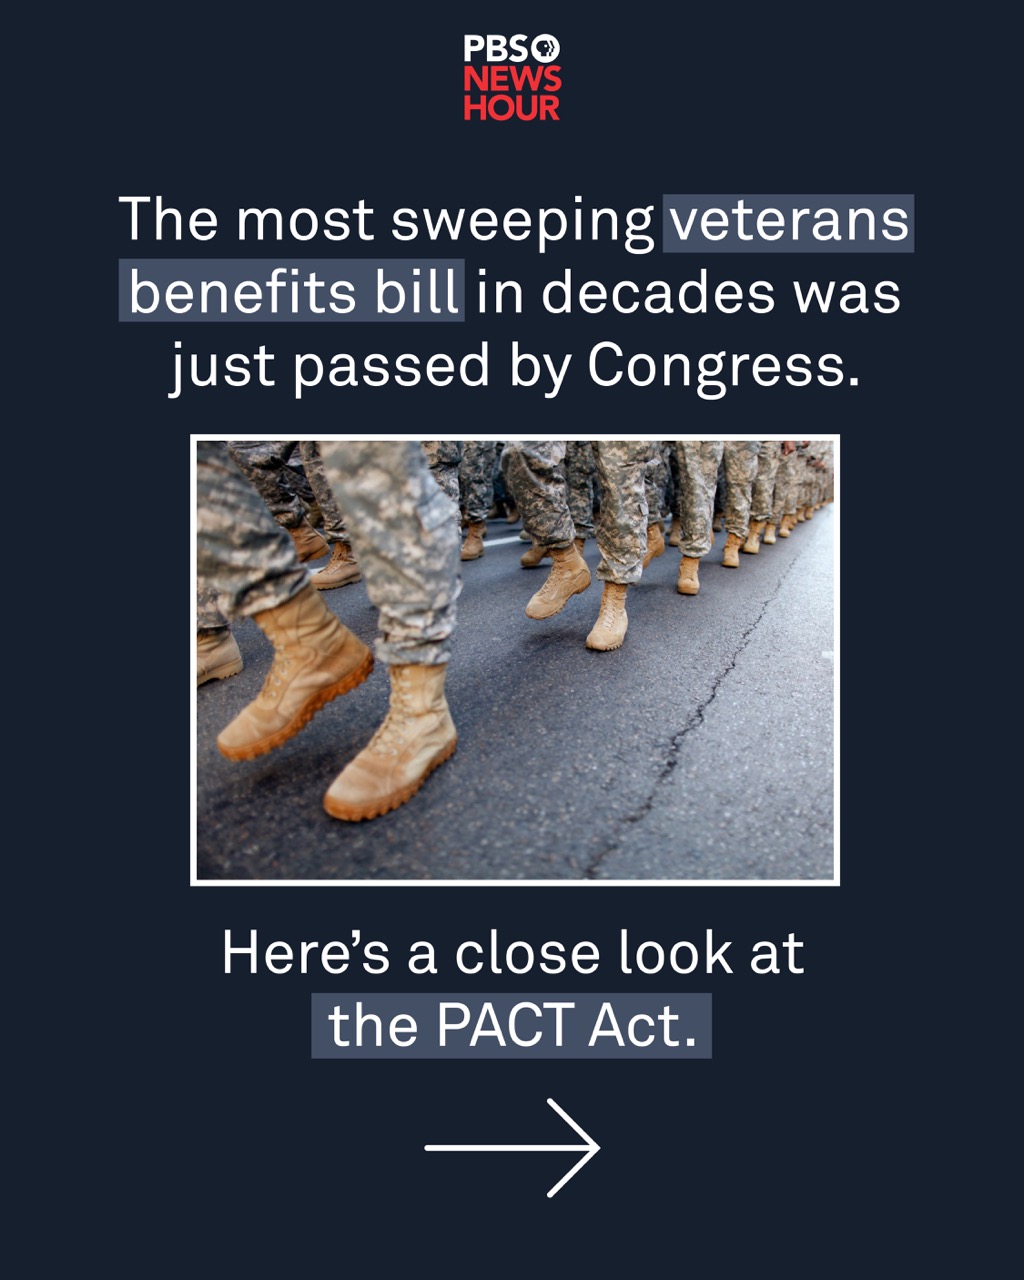 PBS
NEWS
HOUR
The most sweeping veterans
benefits bill in decades was
just passed by Congress.
Here’s a close look at
the PACT Act.